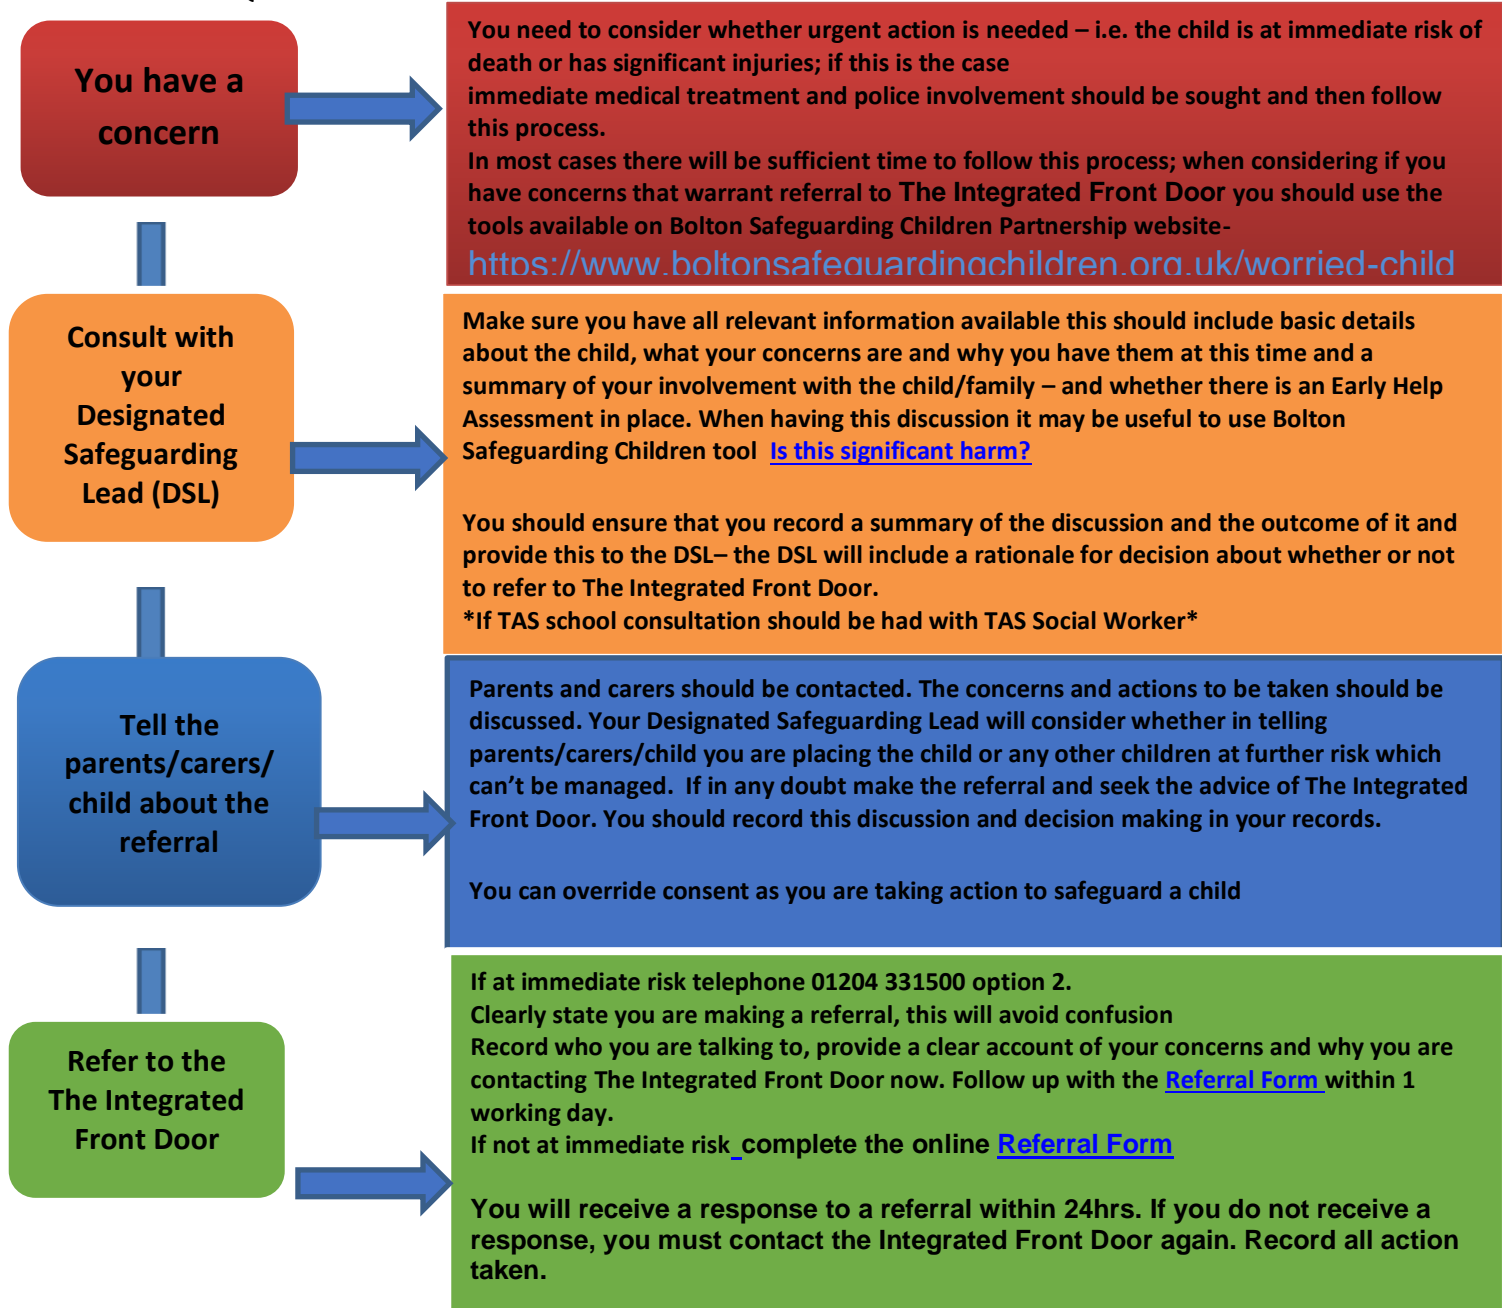 You have a
concern
You need to consider whether urgent action is needed – i.e. the child is at immediate risk of
death or has significant injuries; if this is the case
immediate medical treatment and police involvement should be sought and then follow
this process.
In most cases there will be sufficient time to follow this process; when considering if you
have concerns that warrant referral to The Integrated Front Door you should use the
tools available on Bolton Safeguarding Children Partnership website-
https://www.boltonsafeguardingchildren.org.uk/worried-child
Consult with
your
Designated
Safeguarding
Lead (DSL)
Make sure you have all relevant information available this should include basic details
about the child, what your concerns are and why you have them at this time and a
summary of your involvement with the child/family – and whether there is an Early Help
Assessment in place. When having this discussion it may be useful to use Bolton
Safeguarding Children tool Is this significant harm?
You should ensure that you record a summary of the discussion and the outcome of it and
provide this to the DSL– the DSL will include a rationale for decision about whether or not
to refer to The Integrated Front Door.
*If TAS school consultation should be had with TAS Social Worker*
Tell the
parents/carers/
child about the
referral
Parents and carers should be contacted. The concerns and actions to be taken should be
discussed. Your Designated Safeguarding Lead will consider whether in telling
parents/carers/child you are placing the child or any other children at further risk which
can’t be managed. If in any doubt make the referral and seek the advice of The Integrated
Front Door. You should record this discussion and decision making in your records.
You can override consent as you are taking action to safeguard a child
Refer to the
The Integrated
Front Door
If at immediate risk telephone 01204 331500 option 2.
Clearly state you are making a referral, this will avoid confusion
Record who you are talking to, provide a clear account of your concerns and why you are
contacting The Integrated Front Door now. Follow up with the Referral Form within 1
working day.
If not at immediate risk complete the online Referral Form
You will receive a response to a referral within 24hrs. If you do not receive a
response, you must contact the Integrated Front Door again. Record all action
taken.